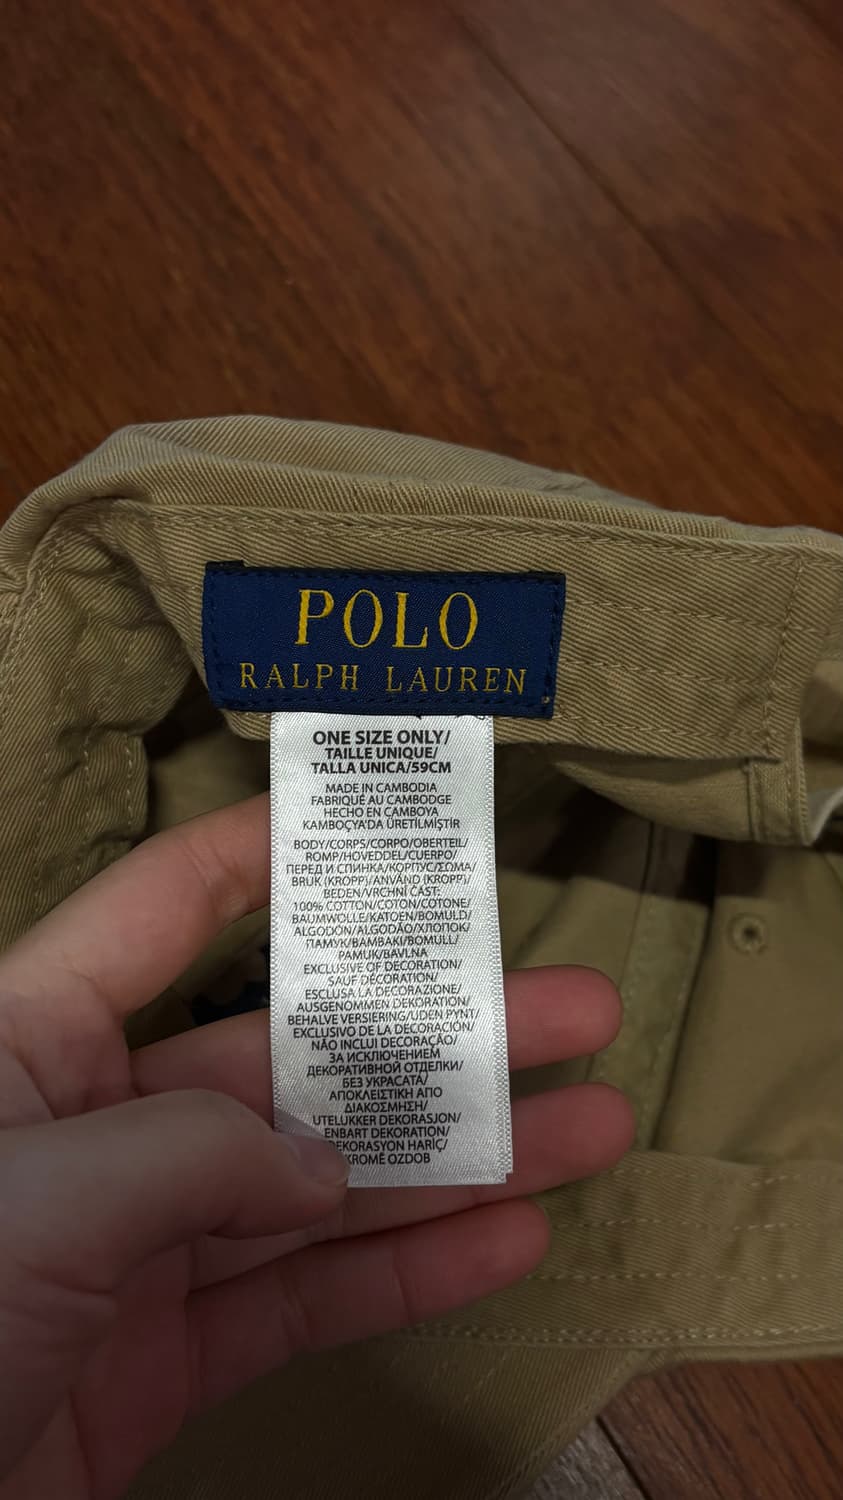 POLO
RALPH LAUREN
ONE SIZE ONLY/
TAILLE UNIQUE/
TALLA UNICA/59CM
MADE IN CAMBODIA
FABRIQUÉ AU CAMBODGE
HECHO EN CAMBOYA
KAMBOÇYA'DA ÜRETİLMİŞTİR
BODY/CORPS/CORPO/OBERTEIL/
ROMP/HOVEDDEL/CUERPO/
ПЕРЕД И СПИНКА/КОРПУС/ΣΩΜΑ/
BRUK (KROPP)/ANVÄND (KROPP)/
BEDEN/VRCHNÍ ČAST:
100% COTTON/COTON/COTONE/
BAUMWOLLE/KATOEN/BOMULD/
ALGODÓN/ALGODÃO/ХЛОПОК/
ПАМУК/ΒΑΜΒΑΚΙ/BOMULL/
PAMUK/BAVLNA
EXCLUSIVE OF DECORATION/
SAUF DÉCORATION/
ESCLUSA LA DECORAZIONE/
AUSGENOMMEN DEKORATION/
BEHALVE VERSIERING/UDEN PYNT/
EXCLUSIVO DE LA DECORACIÓN/
NÃO INCLUI DECORAÇÃO/
ЗА ИСКЛЮЧЕНИЕМ
ДЕКОРАТИВНОЙ ОТДЕЛКИ/
БЕЗ УКРАСАТА/
ΑΠΟΚΛΕΙΣΤΙΚΗ ΑΠΟ
ΔΙΑΚΟΣΜΗΣΗ/
UTELUKKER DEKORASJON/
ENBART DEKORATION/
EKORASYON HARİÇ/
KROMĚ OZDOB